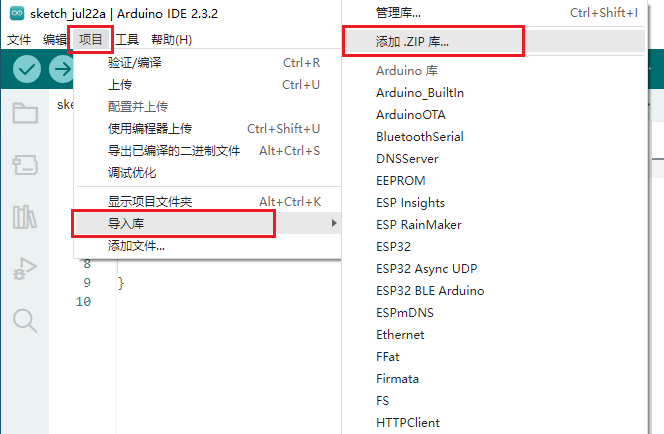 sketch_jul22a | Arduino IDE 2.3.2
文件 编辑 项目 工具 帮助(H)
验证/编译 Ctrl+R
上传 Ctrl+U
配置并上传
使用编程器上传 Ctrl+Shift+U
导出已编译的二进制文件 Alt+Ctrl+S
调试优化
显示项目文件夹 Alt+Ctrl+K
导入库
添加文件...
ske
8
9 }
10
管理库... Ctrl+Shift+I
添加 .ZIP 库...
Arduino 库
Arduino_BuiltIn
ArduinoOTA
BluetoothSerial
DNSServer
EEPROM
ESP Insights
ESP RainMaker
ESP32
ESP32 Async UDP
ESP32 BLE Arduino
ESPmDNS
Ethernet
FFat
Firmata
FS
HTTPClient